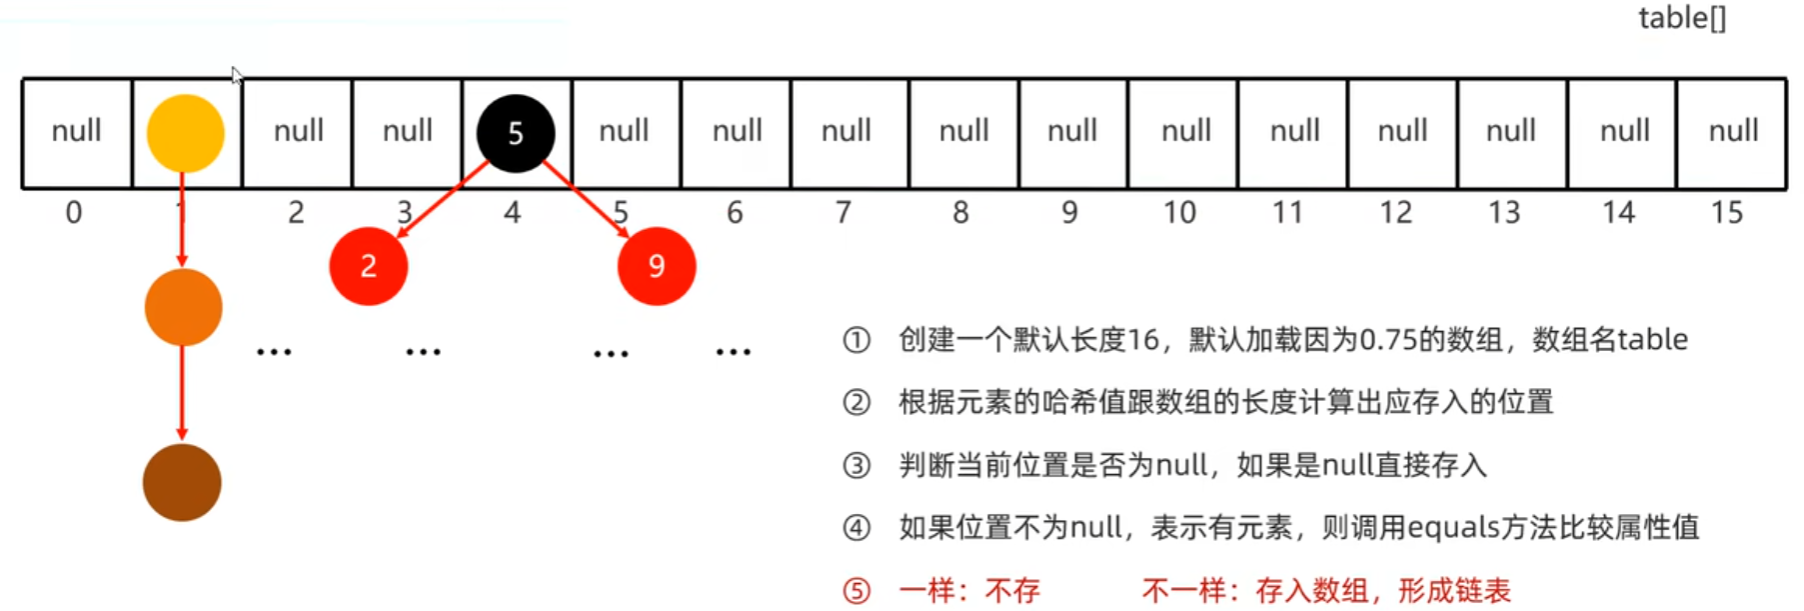 table[]
null null null 5 null null null null null null null null null null null
0 1 2 3 4 5 6 7 8 9 10 11 12 13 14 15
2 9
... ... ... ...
① 创建一个默认长度16，默认加载因为0.75的数组，数组名table
② 根据元素的哈希值跟数组的长度计算出应存入的位置
③ 判断当前位置是否为null，如果是null直接存入
④ 如果位置不为null，表示有元素，则调用equals方法比较属性值
⑤ 一样：不存 不一样：存入数组，形成链表